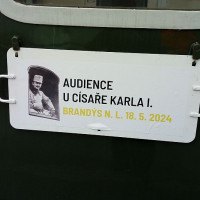 AUDIENCE
U CÍSAŘE KARLA I.
BRANDÝS N. L. 18. 5. 2024